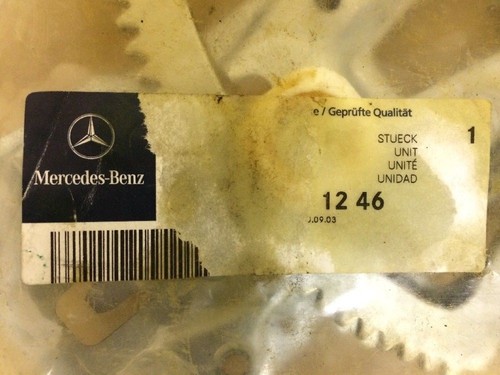 Mercedes-Benz
e / Geprüfte Qualität
STUECK 1
UNIT
UNITÉ
UNIDAD
12 46
.09.03